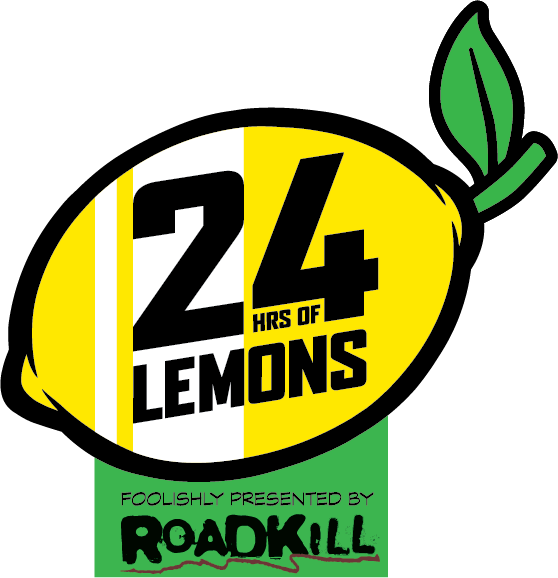 24
HRS OF
LEMONS
FOOLISHLY PRESENTED BY
ROADKILL